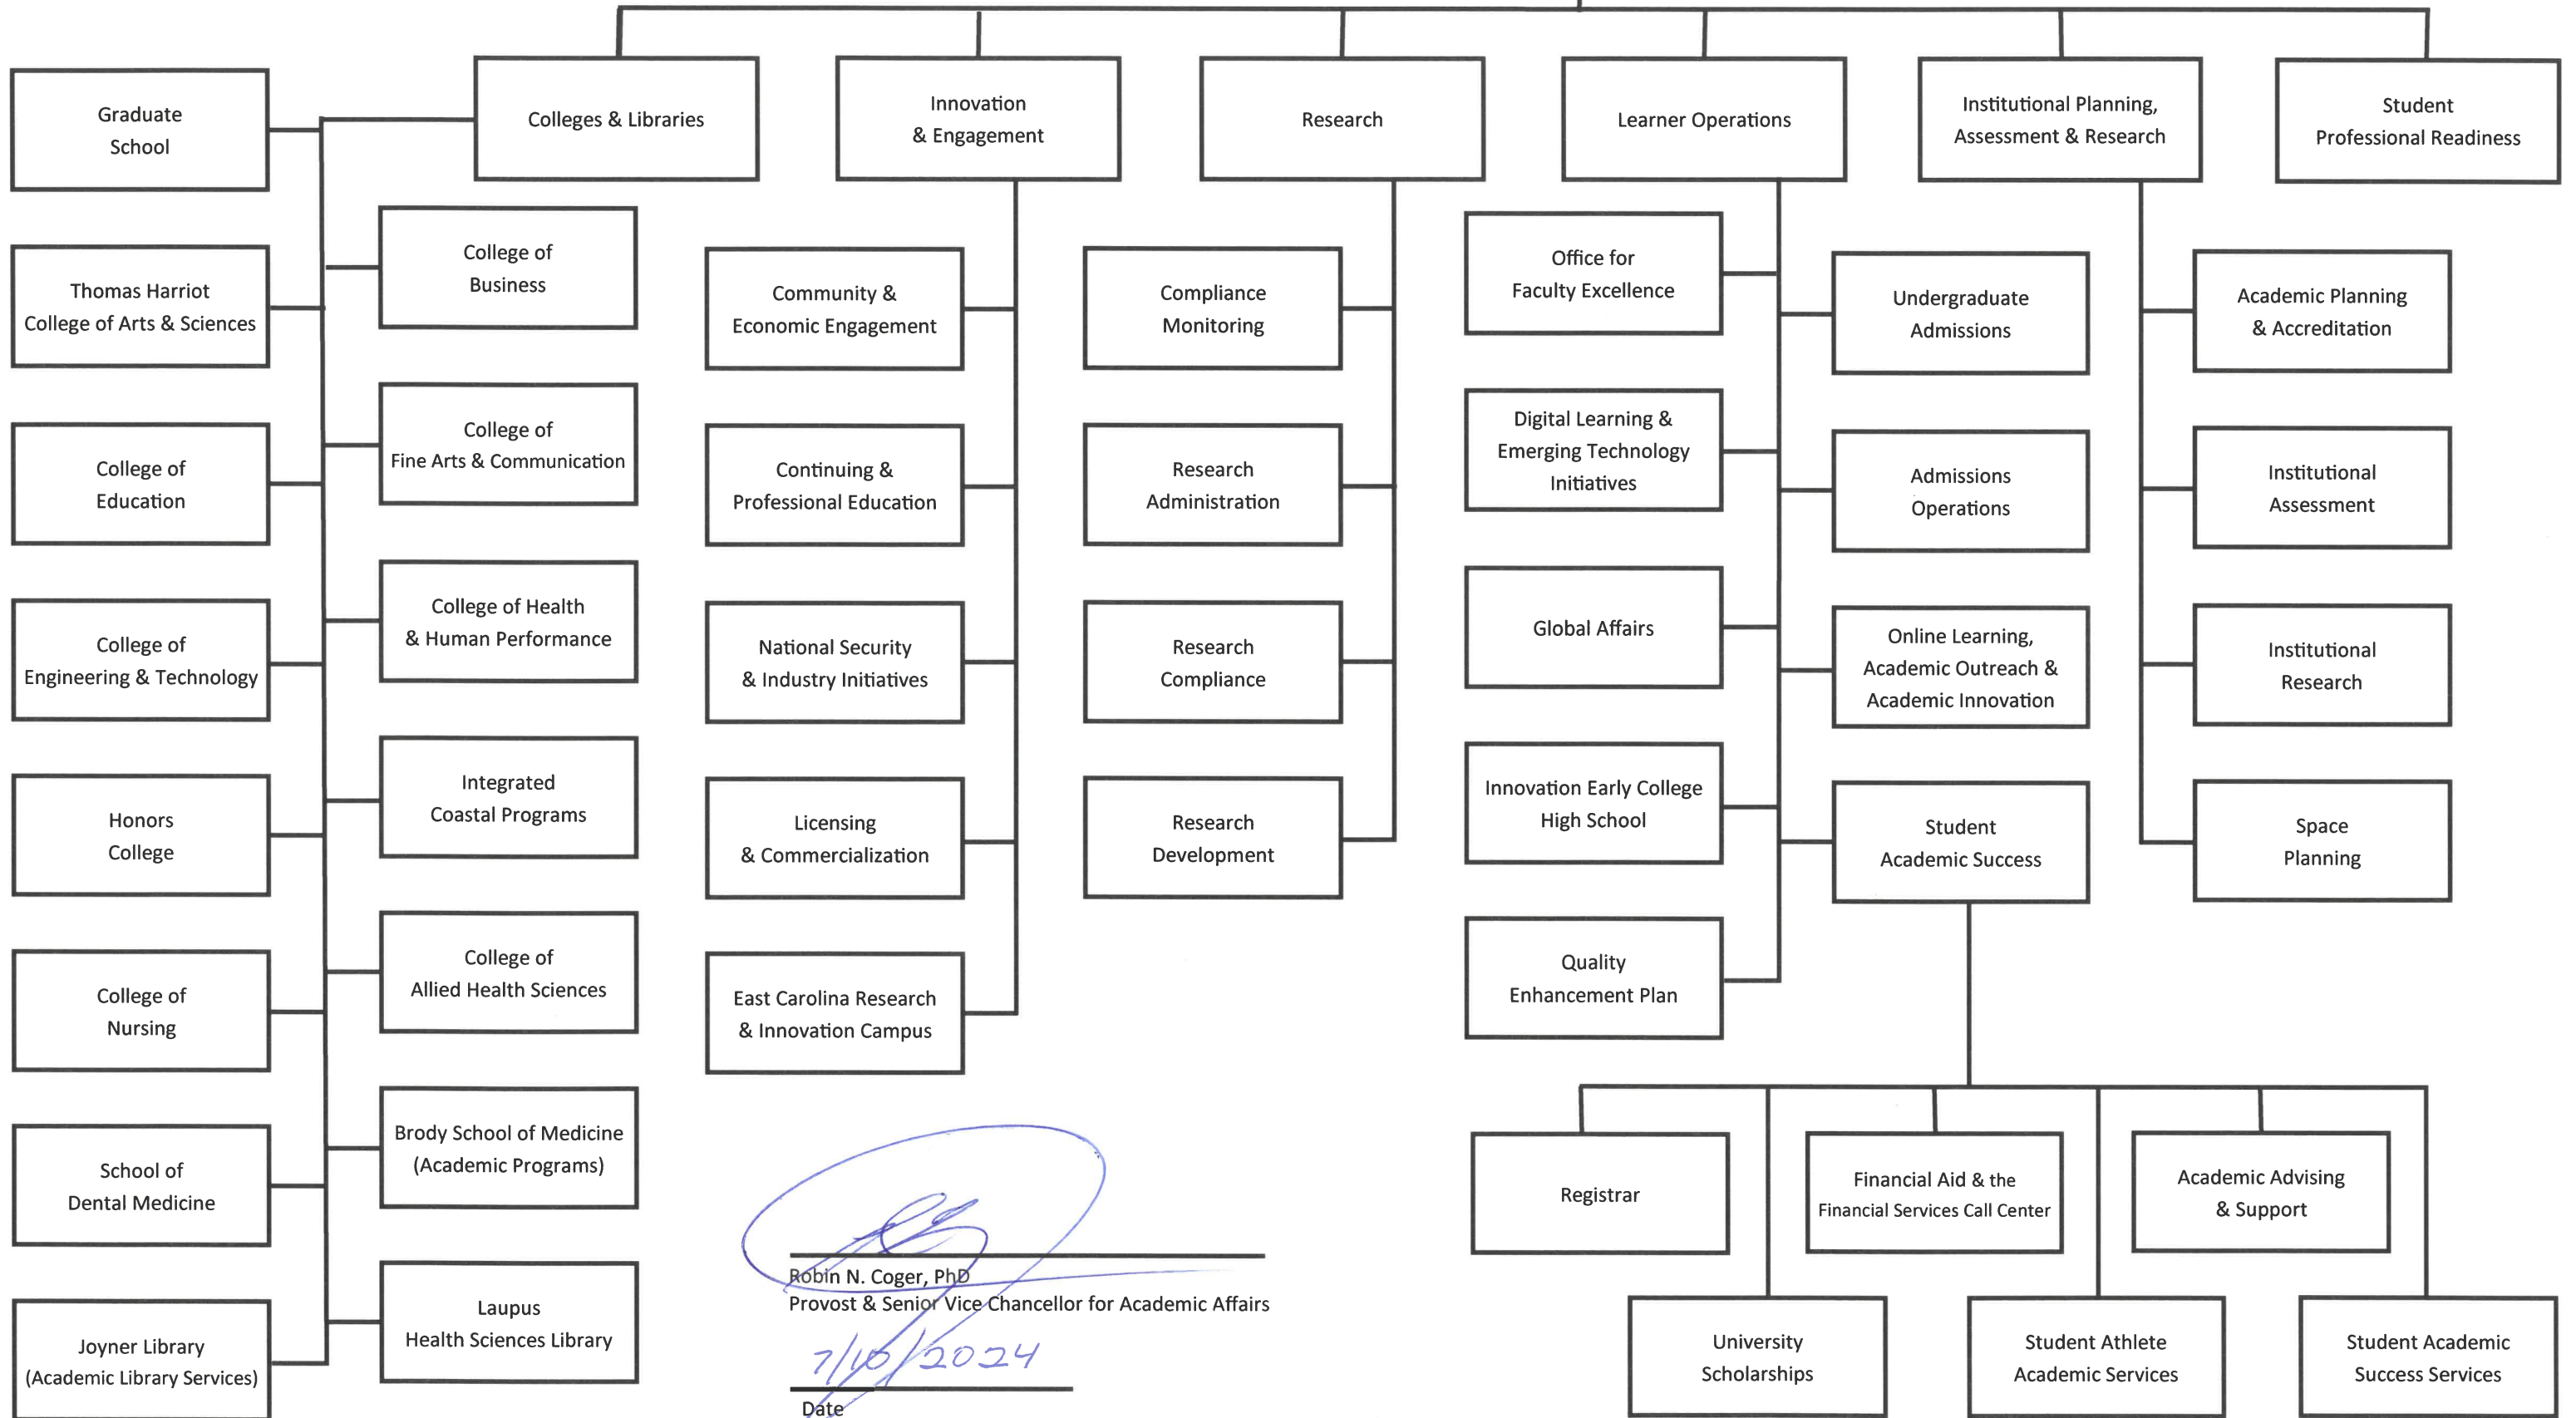 Colleges & Libraries
Innovation
& Engagement
Research
Learner Operations
Institutional Planning,
Assessment & Research
Student
Professional Readiness
Graduate
School
Thomas Harriot
College of Arts & Sciences
College of
Education
College of
Engineering & Technology
Honors
College
College of
Nursing
School of
Dental Medicine
Joyner Library
(Academic Library Services)
College of
Business
College of
Fine Arts & Communication
College of Health
& Human Performance
Integrated
Coastal Programs
College of
Allied Health Sciences
Brody School of Medicine
(Academic Programs)
Laupus
Health Sciences Library
Community &
Economic Engagement
Continuing &
Professional Education
National Security
& Industry Initiatives
Licensing
& Commercialization
East Carolina Research
& Innovation Campus
Compliance
Monitoring
Research
Administration
Research
Compliance
Research
Development
Office for
Faculty Excellence
Digital Learning &
Emerging Technology
Initiatives
Global Affairs
Innovation Early College
High School
Quality
Enhancement Plan
Undergraduate
Admissions
Admissions
Operations
Online Learning,
Academic Outreach &
Academic Innovation
Student
Academic Success
Academic Planning
& Accreditation
Institutional
Assessment
Institutional
Research
Space
Planning
Registrar
Financial Aid & the
Financial Services Call Center
Academic Advising
& Support
University
Scholarships
Student Athlete
Academic Services
Student Academic
Success Services
Robin N. Coger, PhD
Provost & Senior Vice Chancellor for Academic Affairs
7/10/2024
Date